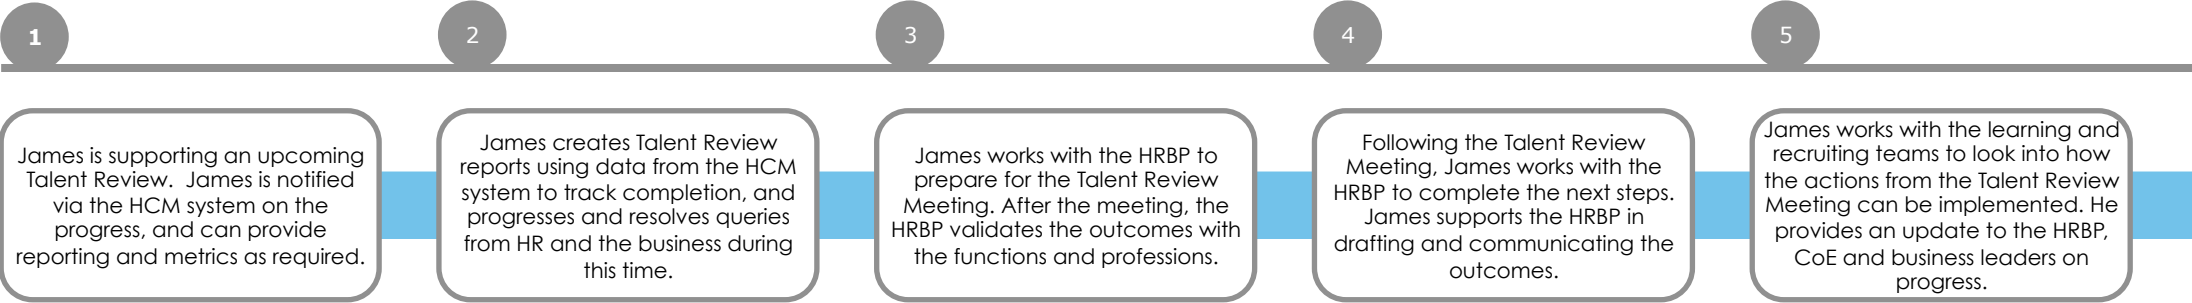 1
2
3
4
5
James is supporting an upcoming
Talent Review.  James is notified
via the HCM system on the
progress, and can provide
reporting and metrics as required.
James creates Talent Review
reports using data from the HCM
system to track completion, and
progresses and resolves queries
from HR and the business during
this time.
James works with the HRBP to
prepare for the Talent Review
Meeting. After the meeting, the
HRBP validates the outcomes with
the functions and professions.
Following the Talent Review
Meeting, James works with the
HRBP to complete the next steps.
James supports the HRBP in
drafting and communicating the
outcomes.
James works with the learning and
recruiting teams to look into how
the actions from the Talent Review
Meeting can be implemented. He
provides an update to the HRBP,
CoE and business leaders on
progress.